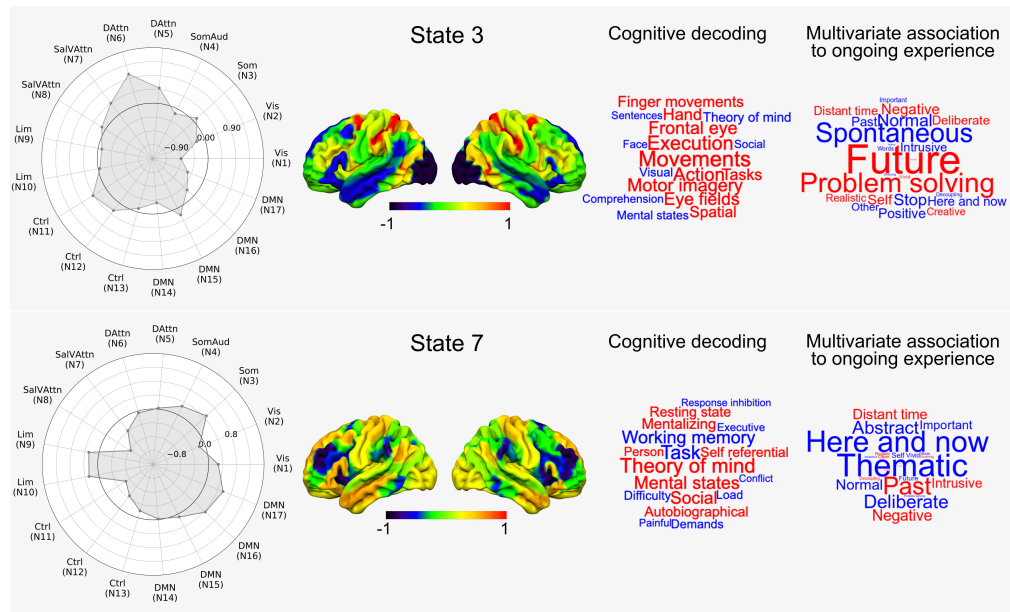 State 3
Cognitive decoding
Multivariate association
to ongoing experience
DAttn
(N5)
DAttn
(N6)
SomAud
(N4)
SalVAttn
(N7)
Som
(N3)
SalVAttn
(N8)
Vis
(N2)
Lim
(N9)
0.90
0.00
−0.90
Vis
(N1)
Lim
(N10)
DMN
(N17)
Ctrl
(N11)
DMN
(N16)
Ctrl
(N12)
DMN
(N15)
Ctrl
(N13)
DMN
(N14)
-1
1
Finger movements
Sentences Hand Theory of mind
Frontal eye
Face Execution Social
Movements
Visual Action Tasks
Motor imagery
Comprehension Eye fields
Mental states Spatial
Important
Distant time Negative
Past Normal Deliberate
Spontaneous
Words Intrusive
Future
Problem solving
Decoupling
Realistic Self Stop Here and now
Other Positive Creative
State 7
Cognitive decoding
Multivariate association
to ongoing experience
DAttn
(N5)
DAttn
(N6)
SomAud
(N4)
SalVAttn
(N7)
Som
(N3)
SalVAttn
(N8)
Vis
(N2)
Lim
(N9)
0.8
0.0
−0.8
Vis
(N1)
Lim
(N10)
DMN
(N17)
Ctrl
(N11)
DMN
(N16)
Ctrl
(N12)
DMN
(N15)
Ctrl
(N13)
DMN
(N14)
-1
1
Response inhibition
Resting state
Mentalizing Executive
Working memory
Person Task Self referential
Theory of mind
Mental states Conflict
Difficulty Social Load
Autobiographical
Painful Demands
Distant time
Abstract Important
Here and now
Self Vivid
Thematic
Future
Normal Past Intrusive
Deliberate
Negative